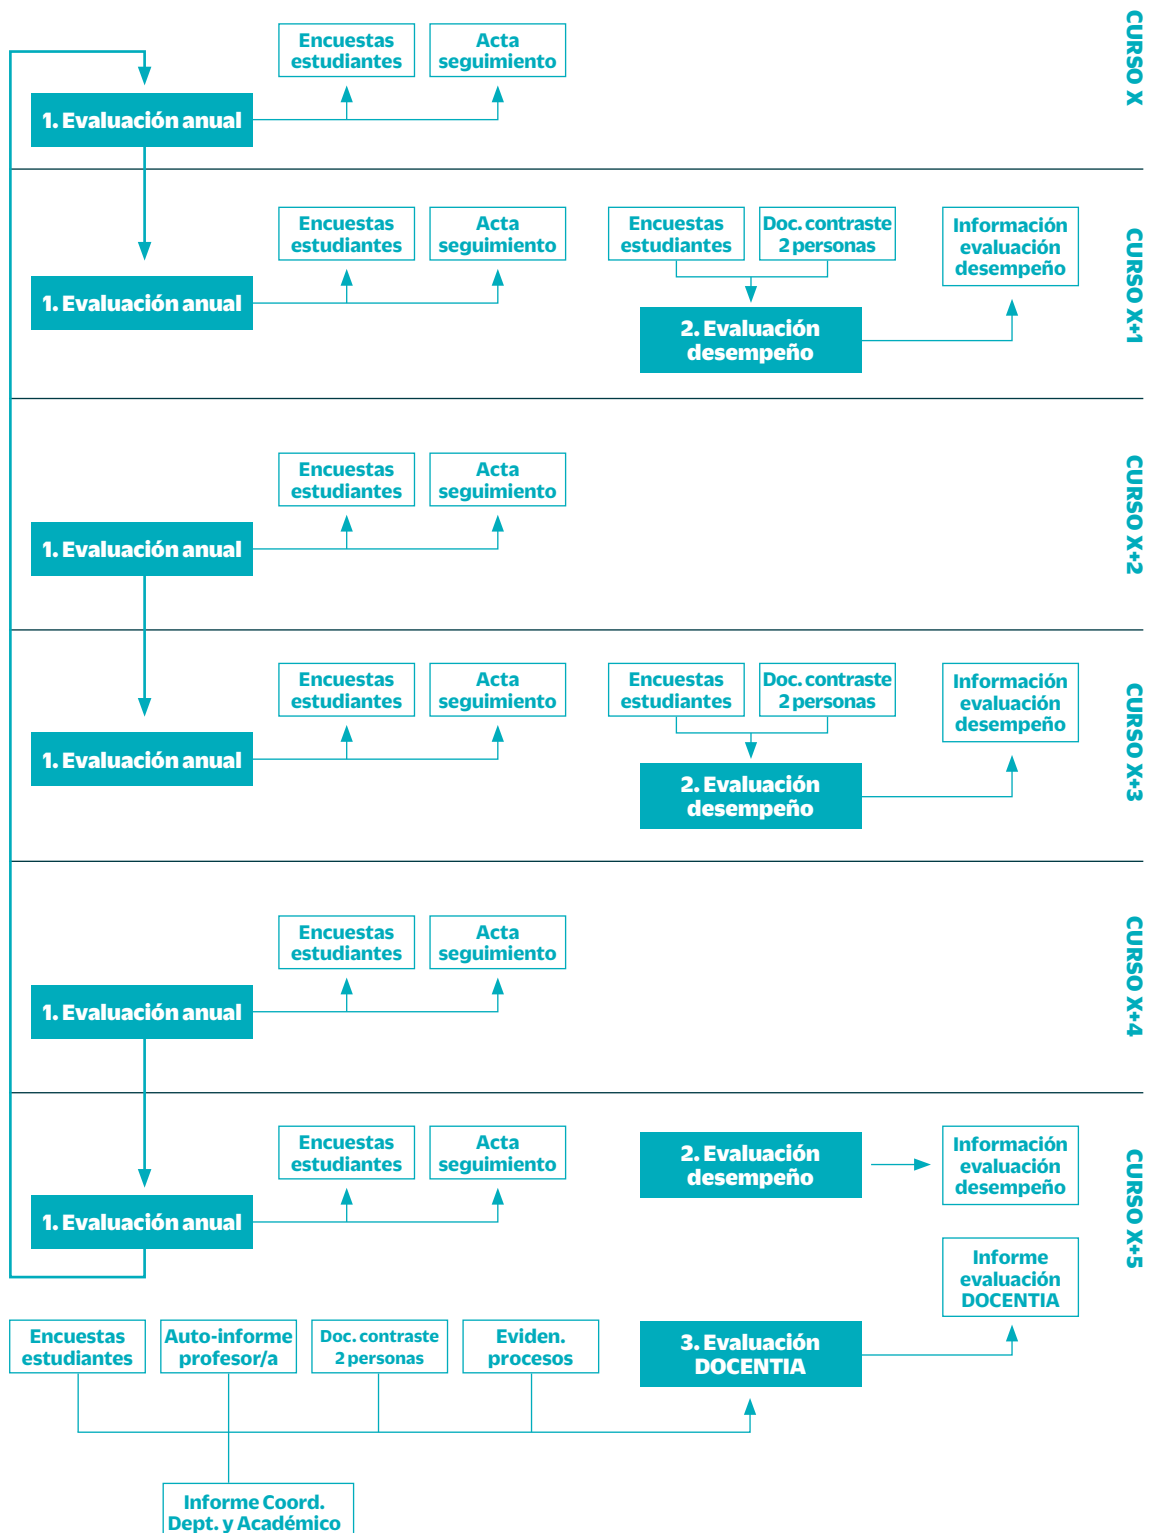 CURSO X
Encuestas
estudiantes
Acta
seguimiento
1. Evaluación anual
CURSO X+1
Encuestas
estudiantes
Acta
seguimiento
1. Evaluación anual
Encuestas
estudiantes
Doc. contraste
2 personas
2. Evaluación
desempeño
Información
evaluación
desempeño
CURSO X+2
Encuestas
estudiantes
Acta
seguimiento
1. Evaluación anual
CURSO X+3
Encuestas
estudiantes
Acta
seguimiento
1. Evaluación anual
Encuestas
estudiantes
Doc. contraste
2 personas
2. Evaluación
desempeño
Información
evaluación
desempeño
CURSO X+4
Encuestas
estudiantes
Acta
seguimiento
1. Evaluación anual
CURSO X+5
Encuestas
estudiantes
Acta
seguimiento
1. Evaluación anual
2. Evaluación
desempeño
Información
evaluación
desempeño
Informe
evaluación
DOCENTIA
Encuestas
estudiantes
Auto-informe
profesor/a
Doc. contraste
2 personas
Eviden.
procesos
3. Evaluación
DOCENTIA
Informe Coord.
Dept. y Académico